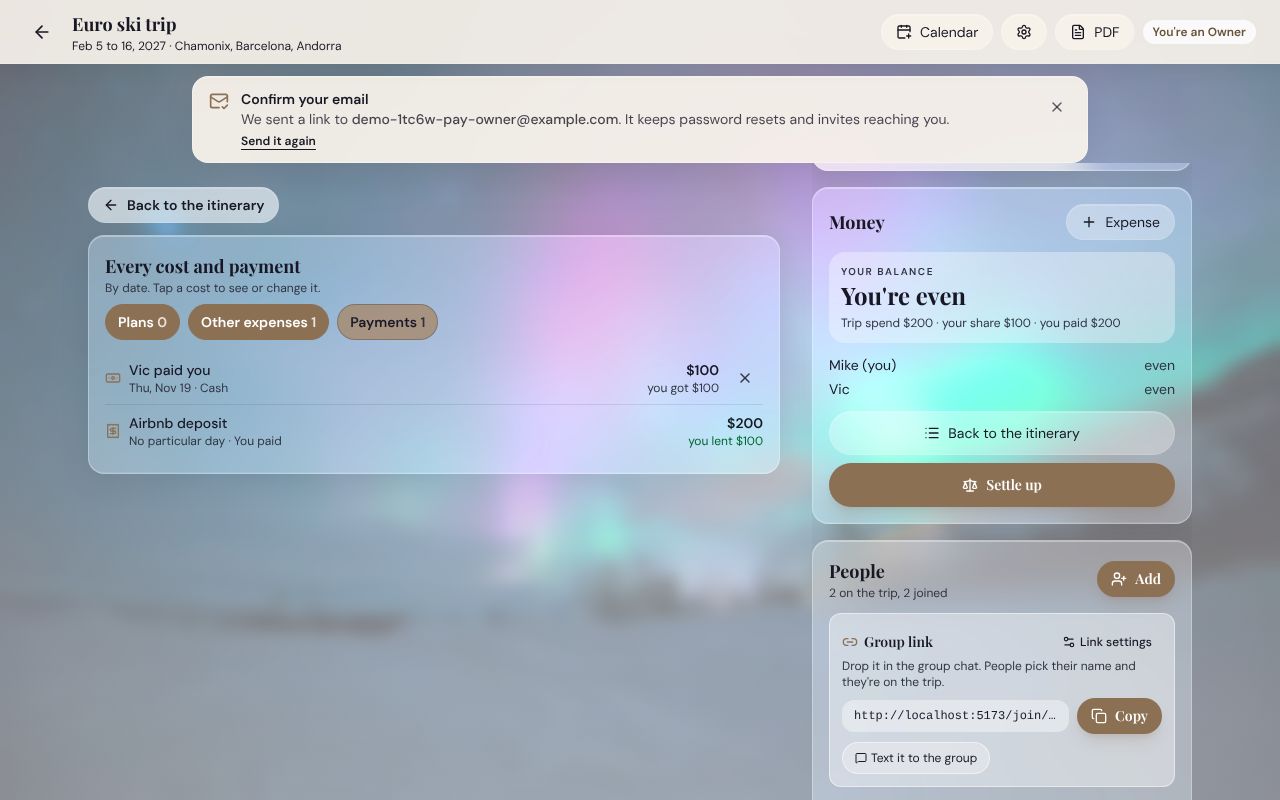 Euro ski trip
Feb 5 to 16, 2027 · Chamonix, Barcelona, Andorra
Calendar
PDF
You're an Owner
Confirm your email
We sent a link to demo-1tc6w-pay-owner@example.com. It keeps password resets and invites reaching you.
Send it again
Back to the itinerary
Every cost and payment
By date. Tap a cost to see or change it.
Plans 0
Other expenses 1
Payments 1
Vic paid you
$100
Thu, Nov 19 · Cash
you got $100
Airbnb deposit
$200
No particular day · You paid
you lent $100
Money
Expense
YOUR BALANCE
You're even
Trip spend $200 · your share $100 · you paid $200
Mike (you)
even
Vic
even
Back to the itinerary
Settle up
People
2 on the trip, 2 joined
Add
Group link
Link settings
Drop it in the group chat. People pick their name and
they're on the trip.
http://localhost:5173/join/…
Copy
Text it to the group